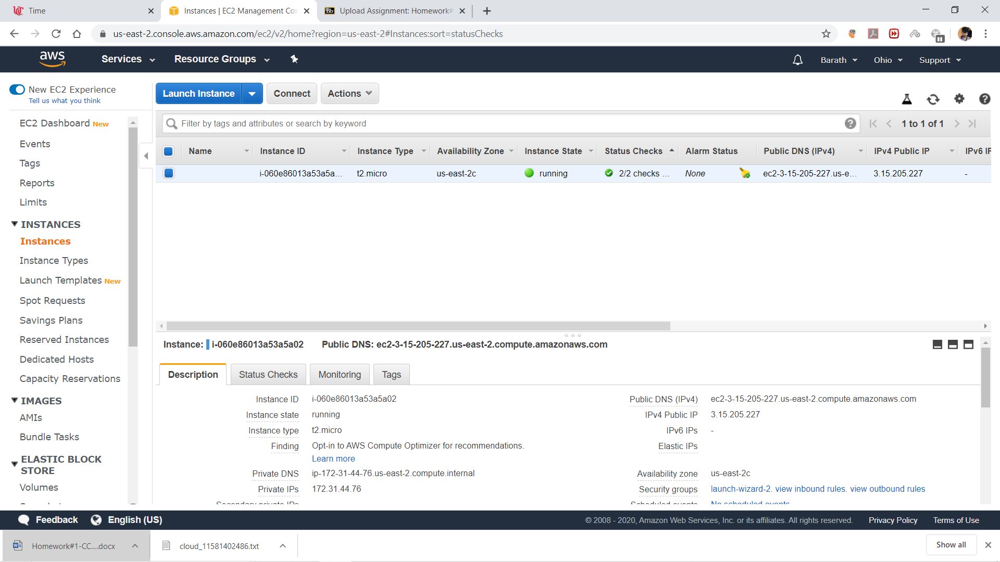 Time
Instances | EC2 Management Con
Upload Assignment: Homework#
us-east-2.console.aws.amazon.com/ec2/v2/home?region=us-east-2#Instances:sort=statusChecks
aws
Services
Resource Groups
Barath
Ohio
Support
New EC2 Experience
Tell us what you think
EC2 Dashboard New
Events
Tags
Reports
Limits
INSTANCES
Instances
Instance Types
Launch Templates New
Spot Requests
Savings Plans
Reserved Instances
Dedicated Hosts
Capacity Reservations
IMAGES
AMIs
Bundle Tasks
ELASTIC BLOCK
STORE
Volumes
Launch Instance
Connect
Actions
Filter by tags and attributes or search by keyword
1 to 1 of 1
Name Instance ID Instance Type Availability Zone Instance State Status Checks Alarm Status Public DNS (IPv4) IPv4 Public IP IPv6 IP
i-060e86013a53a5a... t2.micro us-east-2c running 2/2 checks ... None ec2-3-15-205-227.us-e... 3.15.205.227 -
Instance: i-060e86013a53a5a02 Public DNS: ec2-3-15-205-227.us-east-2.compute.amazonaws.com
Description Status Checks Monitoring Tags
Instance ID i-060e86013a53a5a02
Instance state running
Instance type t2.micro
Finding Opt-in to AWS Compute Optimizer for recommendations.
Learn more
Private DNS ip-172-31-44-76.us-east-2.compute.internal
Private IPs 172.31.44.76
Secondary private IPs
Public DNS (IPv4) ec2-3-15-205-227.us-east-2.compute.amazonaws.com
IPv4 Public IP 3.15.205.227
IPv6 IPs -
Elastic IPs
Availability zone us-east-2c
Security groups launch-wizard-2. view inbound rules. view outbound rules
Scheduled events No scheduled events
Feedback
English (US)
© 2008 - 2020, Amazon Web Services, Inc. or its affiliates. All rights reserved.
Privacy Policy
Terms of Use
Homework#1-CC....docx
cloud_11581402486.txt
Show all